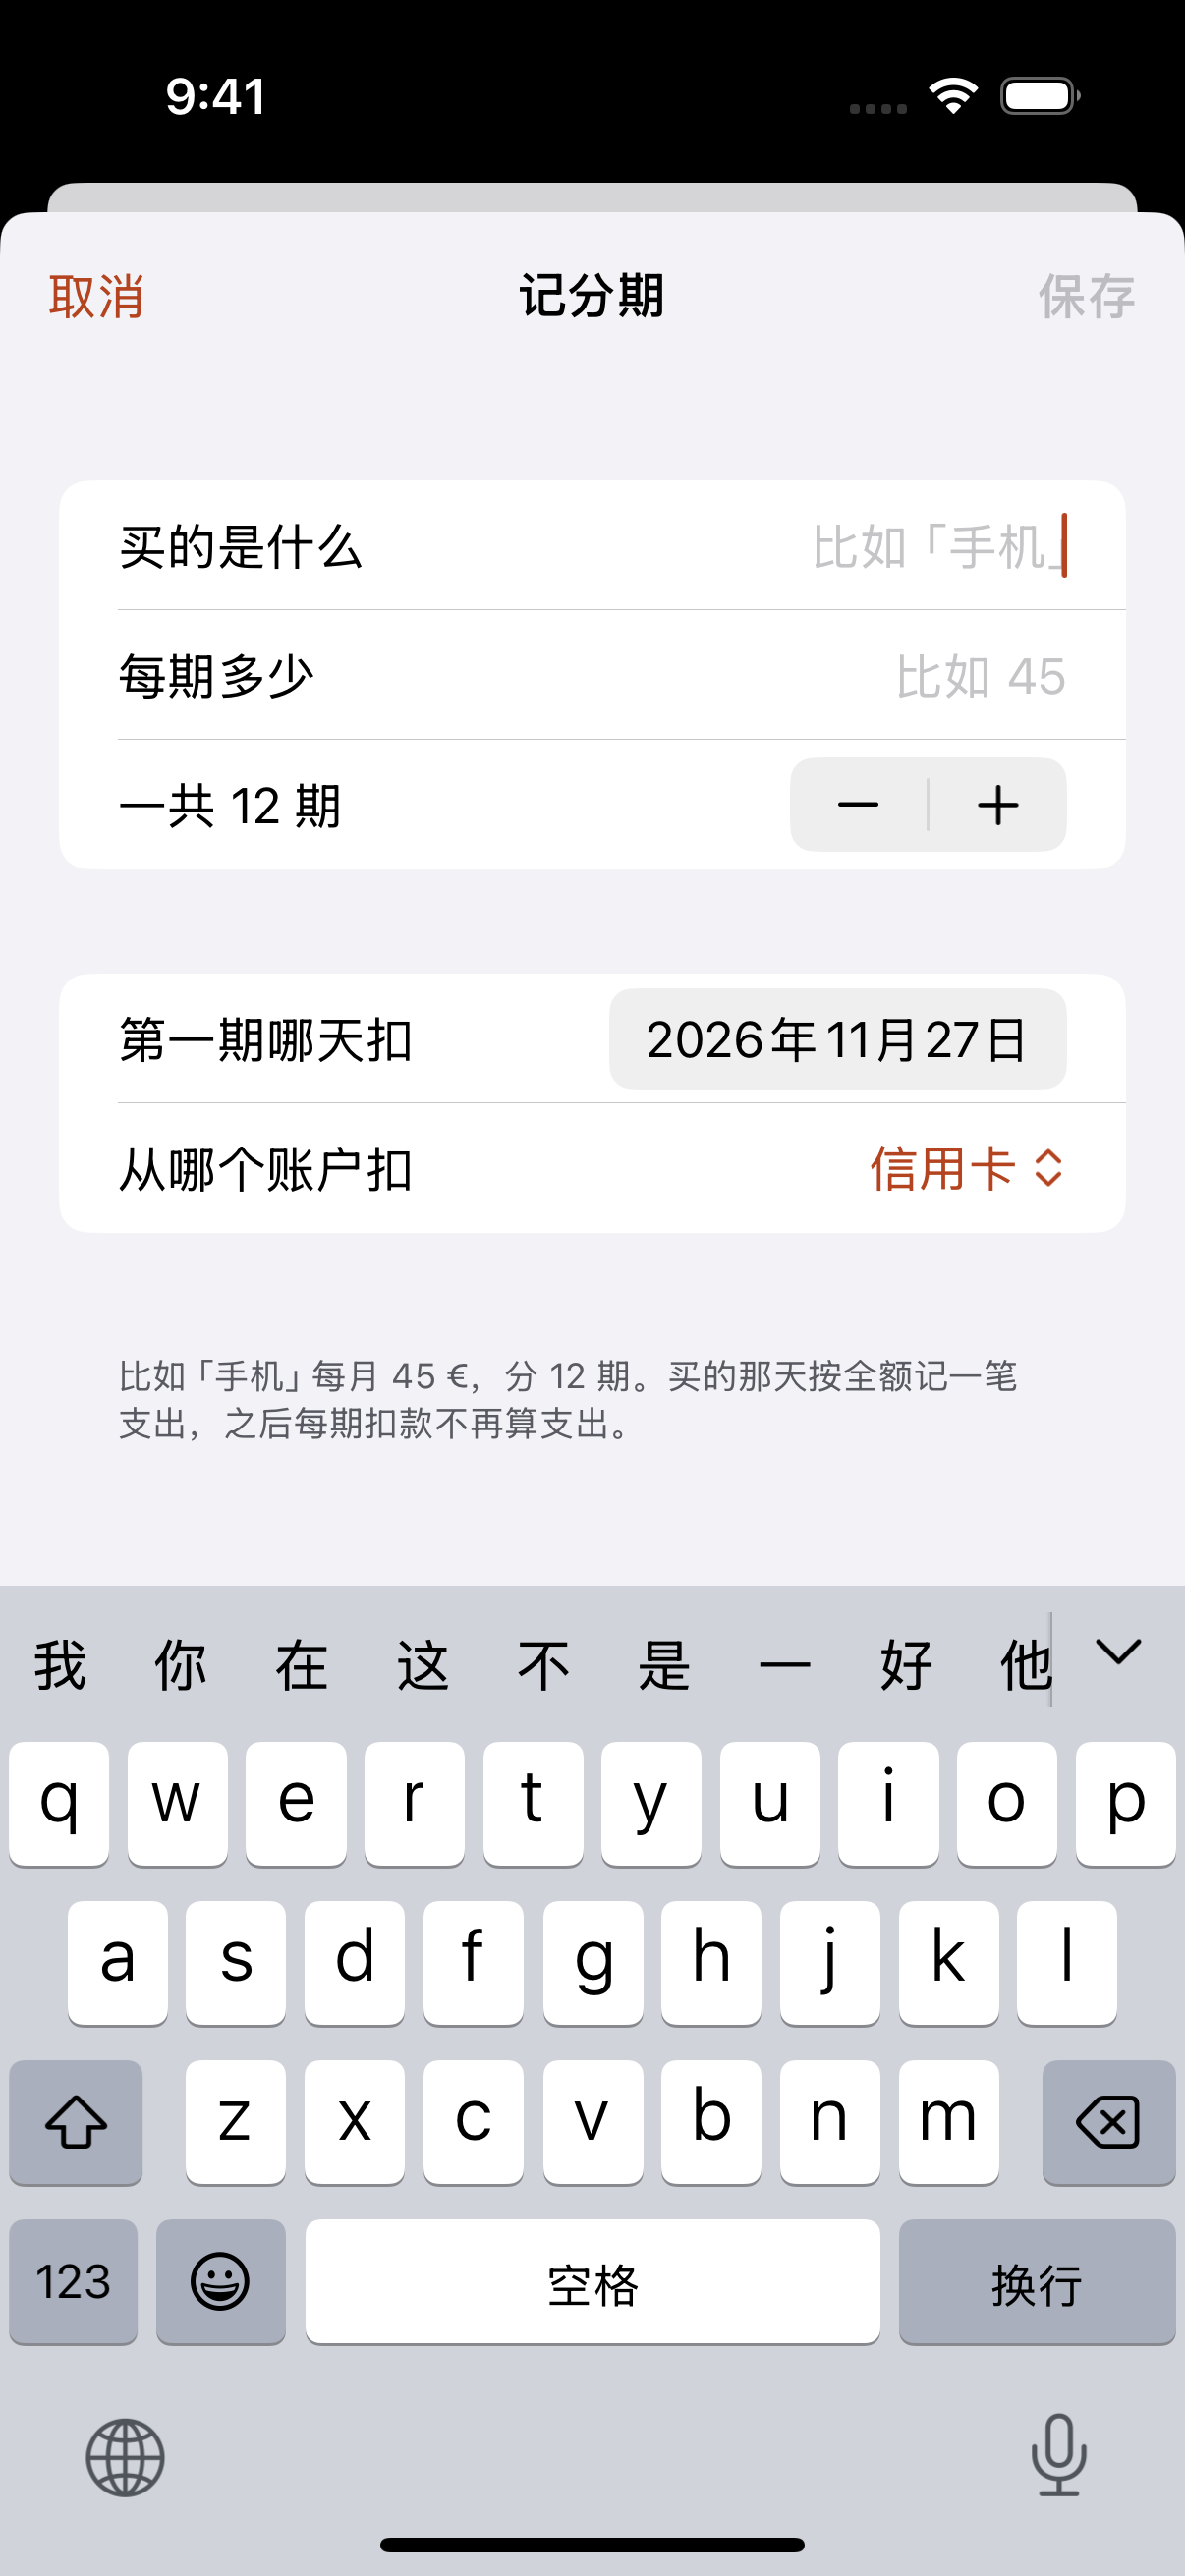 9:41
取消 记分期 保存
买的是什么 比如「手机」
每期多少 比如 45
一共 12 期
第一期哪天扣 2026年11月27日
从哪个账户扣 信用卡
比如「手机」每月 45 €，分 12 期。买的那天按全额记一笔
支出，之后每期扣款不再算支出。
我 你 在 这 不 是 一 好 他
q w e r t y u i o p
a s d f g h j k l
z x c v b n m
123 空格 换行